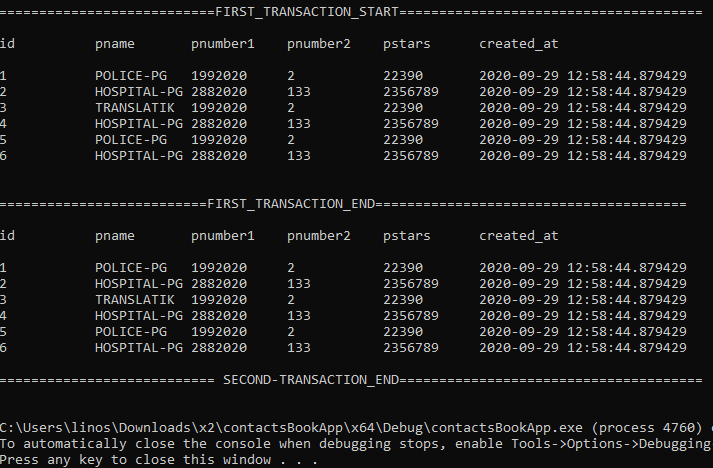 ===========================FIRST_TRANSACTION_START======================================
id pname pnumber1 pnumber2 pstars created_at
1 POLICE-PG 1992020 2 22390 2020-09-29 12:58:44.879429
2 HOSPITAL-PG 2882020 133 2356789 2020-09-29 12:58:44.879429
3 TRANSLATIK 1992020 2 22390 2020-09-29 12:58:44.879429
4 HOSPITAL-PG 2882020 133 2356789 2020-09-29 12:58:44.879429
5 POLICE-PG 1992020 2 22390 2020-09-29 12:58:44.879429
6 HOSPITAL-PG 2882020 133 2356789 2020-09-29 12:58:44.879429
==========================FIRST_TRANSACTION_END=======================================
id pname pnumber1 pnumber2 pstars created_at
1 POLICE-PG 1992020 2 22390 2020-09-29 12:58:44.879429
2 HOSPITAL-PG 2882020 133 2356789 2020-09-29 12:58:44.879429
3 TRANSLATIK 1992020 2 22390 2020-09-29 12:58:44.879429
4 HOSPITAL-PG 2882020 133 2356789 2020-09-29 12:58:44.879429
5 POLICE-PG 1992020 2 22390 2020-09-29 12:58:44.879429
6 HOSPITAL-PG 2882020 133 2356789 2020-09-29 12:58:44.879429
=========================== SECOND-TRANSACTION_END======================================
C:\Users\linos\Downloads\x2\contactsBookApp\x64\Debug\contactsBookApp.exe (process 4760)
To automatically close the console when debugging stops, enable Tools->Options->Debugging
Press any key to close this window . . .